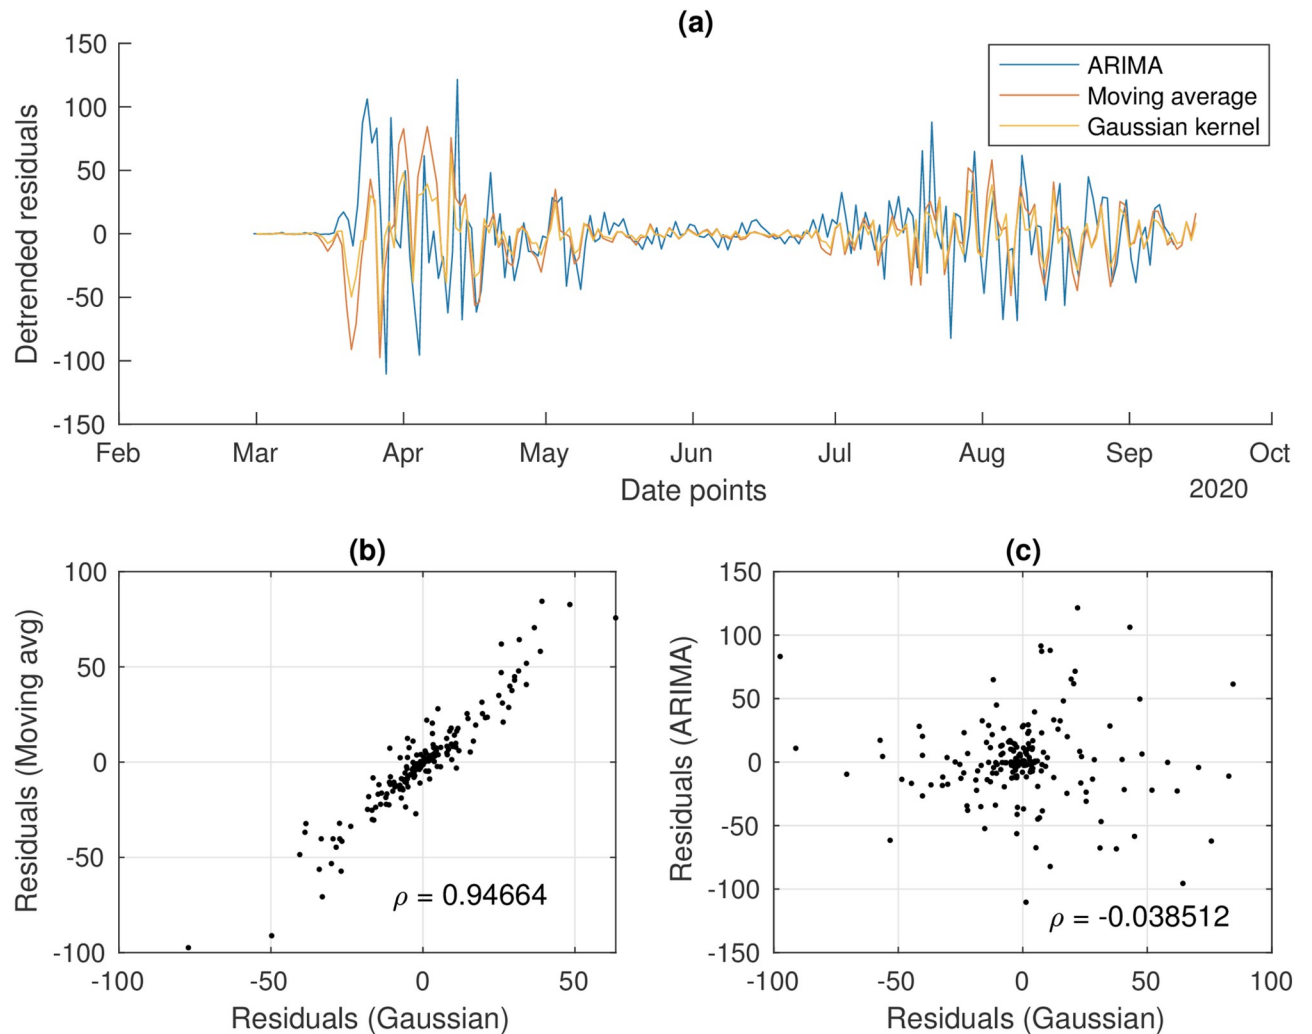 (a)
150
100
50
0
-50
-100
-150
Detrended residuals
ARIMA
Moving average
Gaussian kernel
Feb Mar Apr May Jun Jul Aug Sep Oct
Date points
2020
(b)
100
50
0
-50
-100
Residuals (Moving avg)
ρ = 0.94664
-100 -50 0 50
Residuals (Gaussian)
(c)
150
100
50
0
-50
-100
-150
Residuals (ARIMA)
ρ = -0.038512
-100 -50 0 50 100
Residuals (Gaussian)